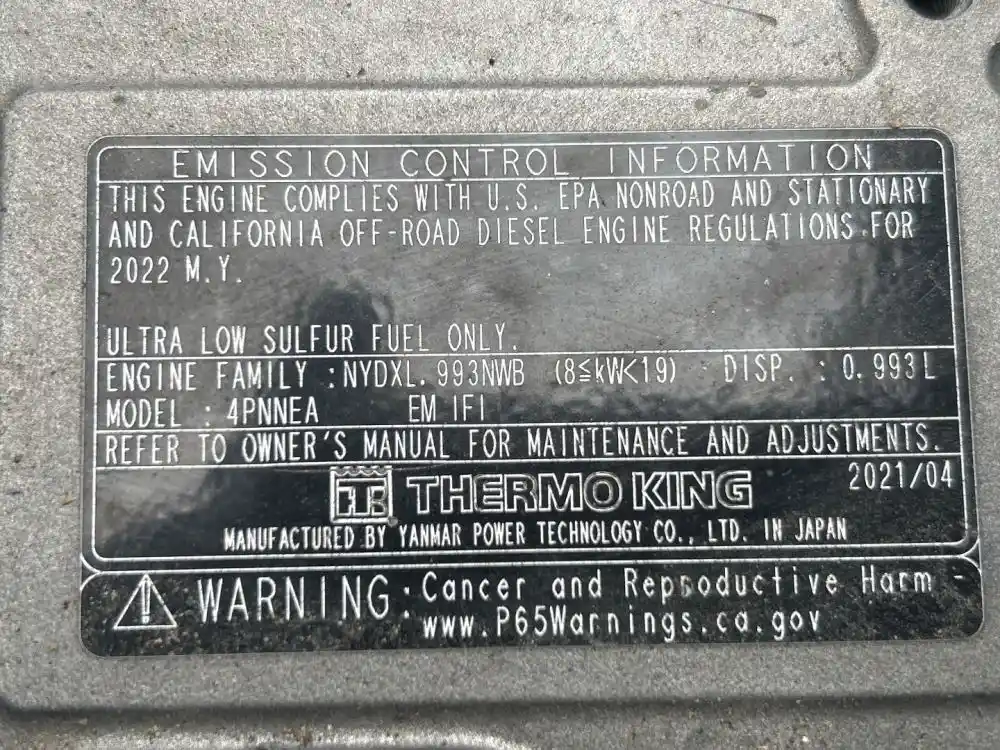 EMISSION CONTROL INFORMATION
THIS ENGINE COMPLIES WITH U.S. EPA NONROAD AND STATIONARY
AND CALIFORNIA OFF-ROAD DIESEL ENGINE REGULATIONS FOR
2022 M.Y.
ULTRA LOW SULFUR FUEL ONLY.
ENGINE FAMILY :NYDXL.993NWB (8≦kW<19) DISP. : 0.993L
MODEL : 4PNNEA EM IFI
REFER TO OWNER'S MANUAL FOR MAINTENANCE AND ADJUSTMENTS.
TK® THERMO KING 2021/04
MANUFACTURED BY YANMAR POWER TECHNOLOGY CO., LTD. IN JAPAN
WARNING: Cancer and Reproductive Harm -
www.P65Warnings.ca.gov